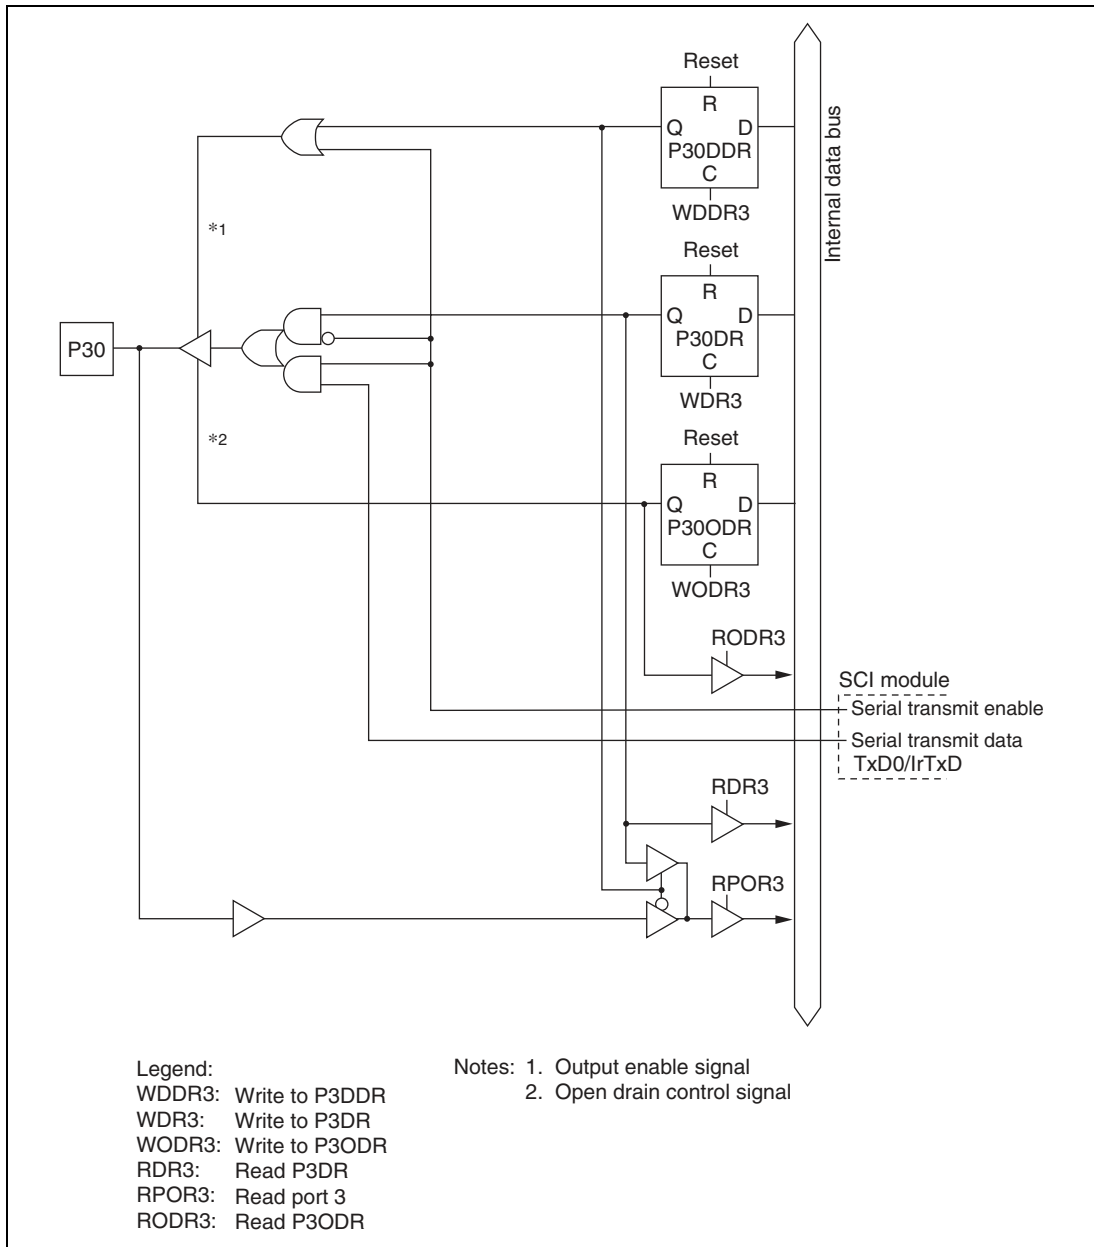 Reset
R
Q D
P30DDR
C
WDDR3
Internal data bus
*1
Reset
R
Q D
P30DR
C
WDR3
P30
*2
Reset
R
Q D
P30ODR
C
WODR3
RODR3
SCI module
Serial transmit enable
Serial transmit data
TxD0/IrTxD
RDR3
RPOR3
Legend:
WDDR3: Write to P3DDR
WDR3: Write to P3DR
WODR3: Write to P3ODR
RDR3: Read P3DR
RPOR3: Read port 3
RODR3: Read P3ODR
Notes: 1. Output enable signal
2. Open drain control signal